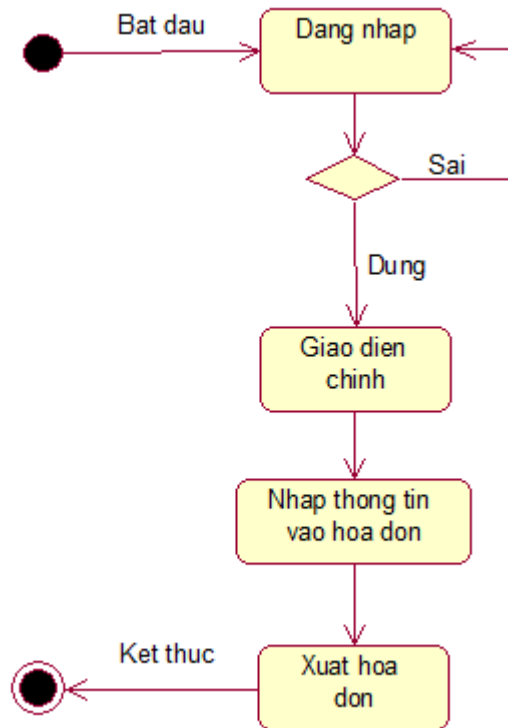 Bat dau
Dang nhap
Sai
Dung
Giao dien
chinh
Nhap thong tin
vao hoa don
Xuat hoa
don
Ket thuc